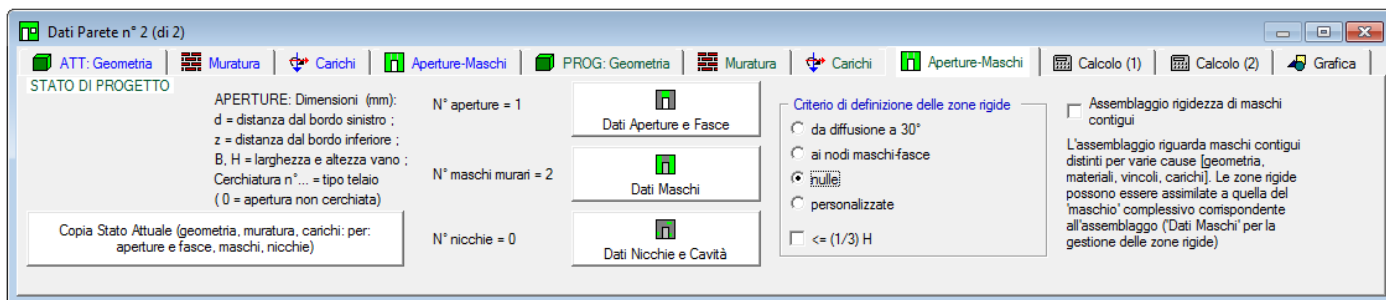 Dati Parete n° 2 (di 2)
ATT: Geometria
Muratura
Carichi
Aperture-Maschi
PROG: Geometria
Muratura
Carichi
Aperture-Maschi
Calcolo (1)
Calcolo (2)
Grafica
STATO DI PROGETTO
APERTURE: Dimensioni (mm):
d = distanza dal bordo sinistro ;
z = distanza dal bordo inferiore ;
B, H = larghezza e altezza vano ;
Cerchiatura n°... = tipo telaio
( 0 = apertura non cerchiata)
Copia Stato Attuale (geometria, muratura, carichi: per:
aperture e fasce, maschi, nicchie)
N° aperture = 1
Dati Aperture e Fasce
N° maschi murari = 2
Dati Maschi
N° nicchie = 0
Dati Nicchie e Cavità
Criterio di definizione delle zone rigide
da diffusione a 30°
ai nodi maschi-fasce
nulle
personalizzate
<= (1/3) H
Assemblaggio rigidezza di maschi
contigui
L'assemblaggio riguarda maschi contigui
distinti per varie cause [geometria,
materiali, vincoli, carichi]. Le zone rigide
possono essere assimilate a quella del
'maschio' complessivo corrispondente
all'assemblaggo ('Dati Maschi' per la
gestione delle zone rigide)